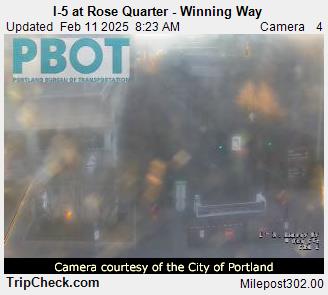 I-5 at Rose Quarter - Winning Way
Updated Feb 11 2025 8:23 AM Camera 4
PBOT
PORTLAND BUREAU OF TRANSPORTATION
Camera courtesy of the City of Portland
TripCheck.com Milepost302.00